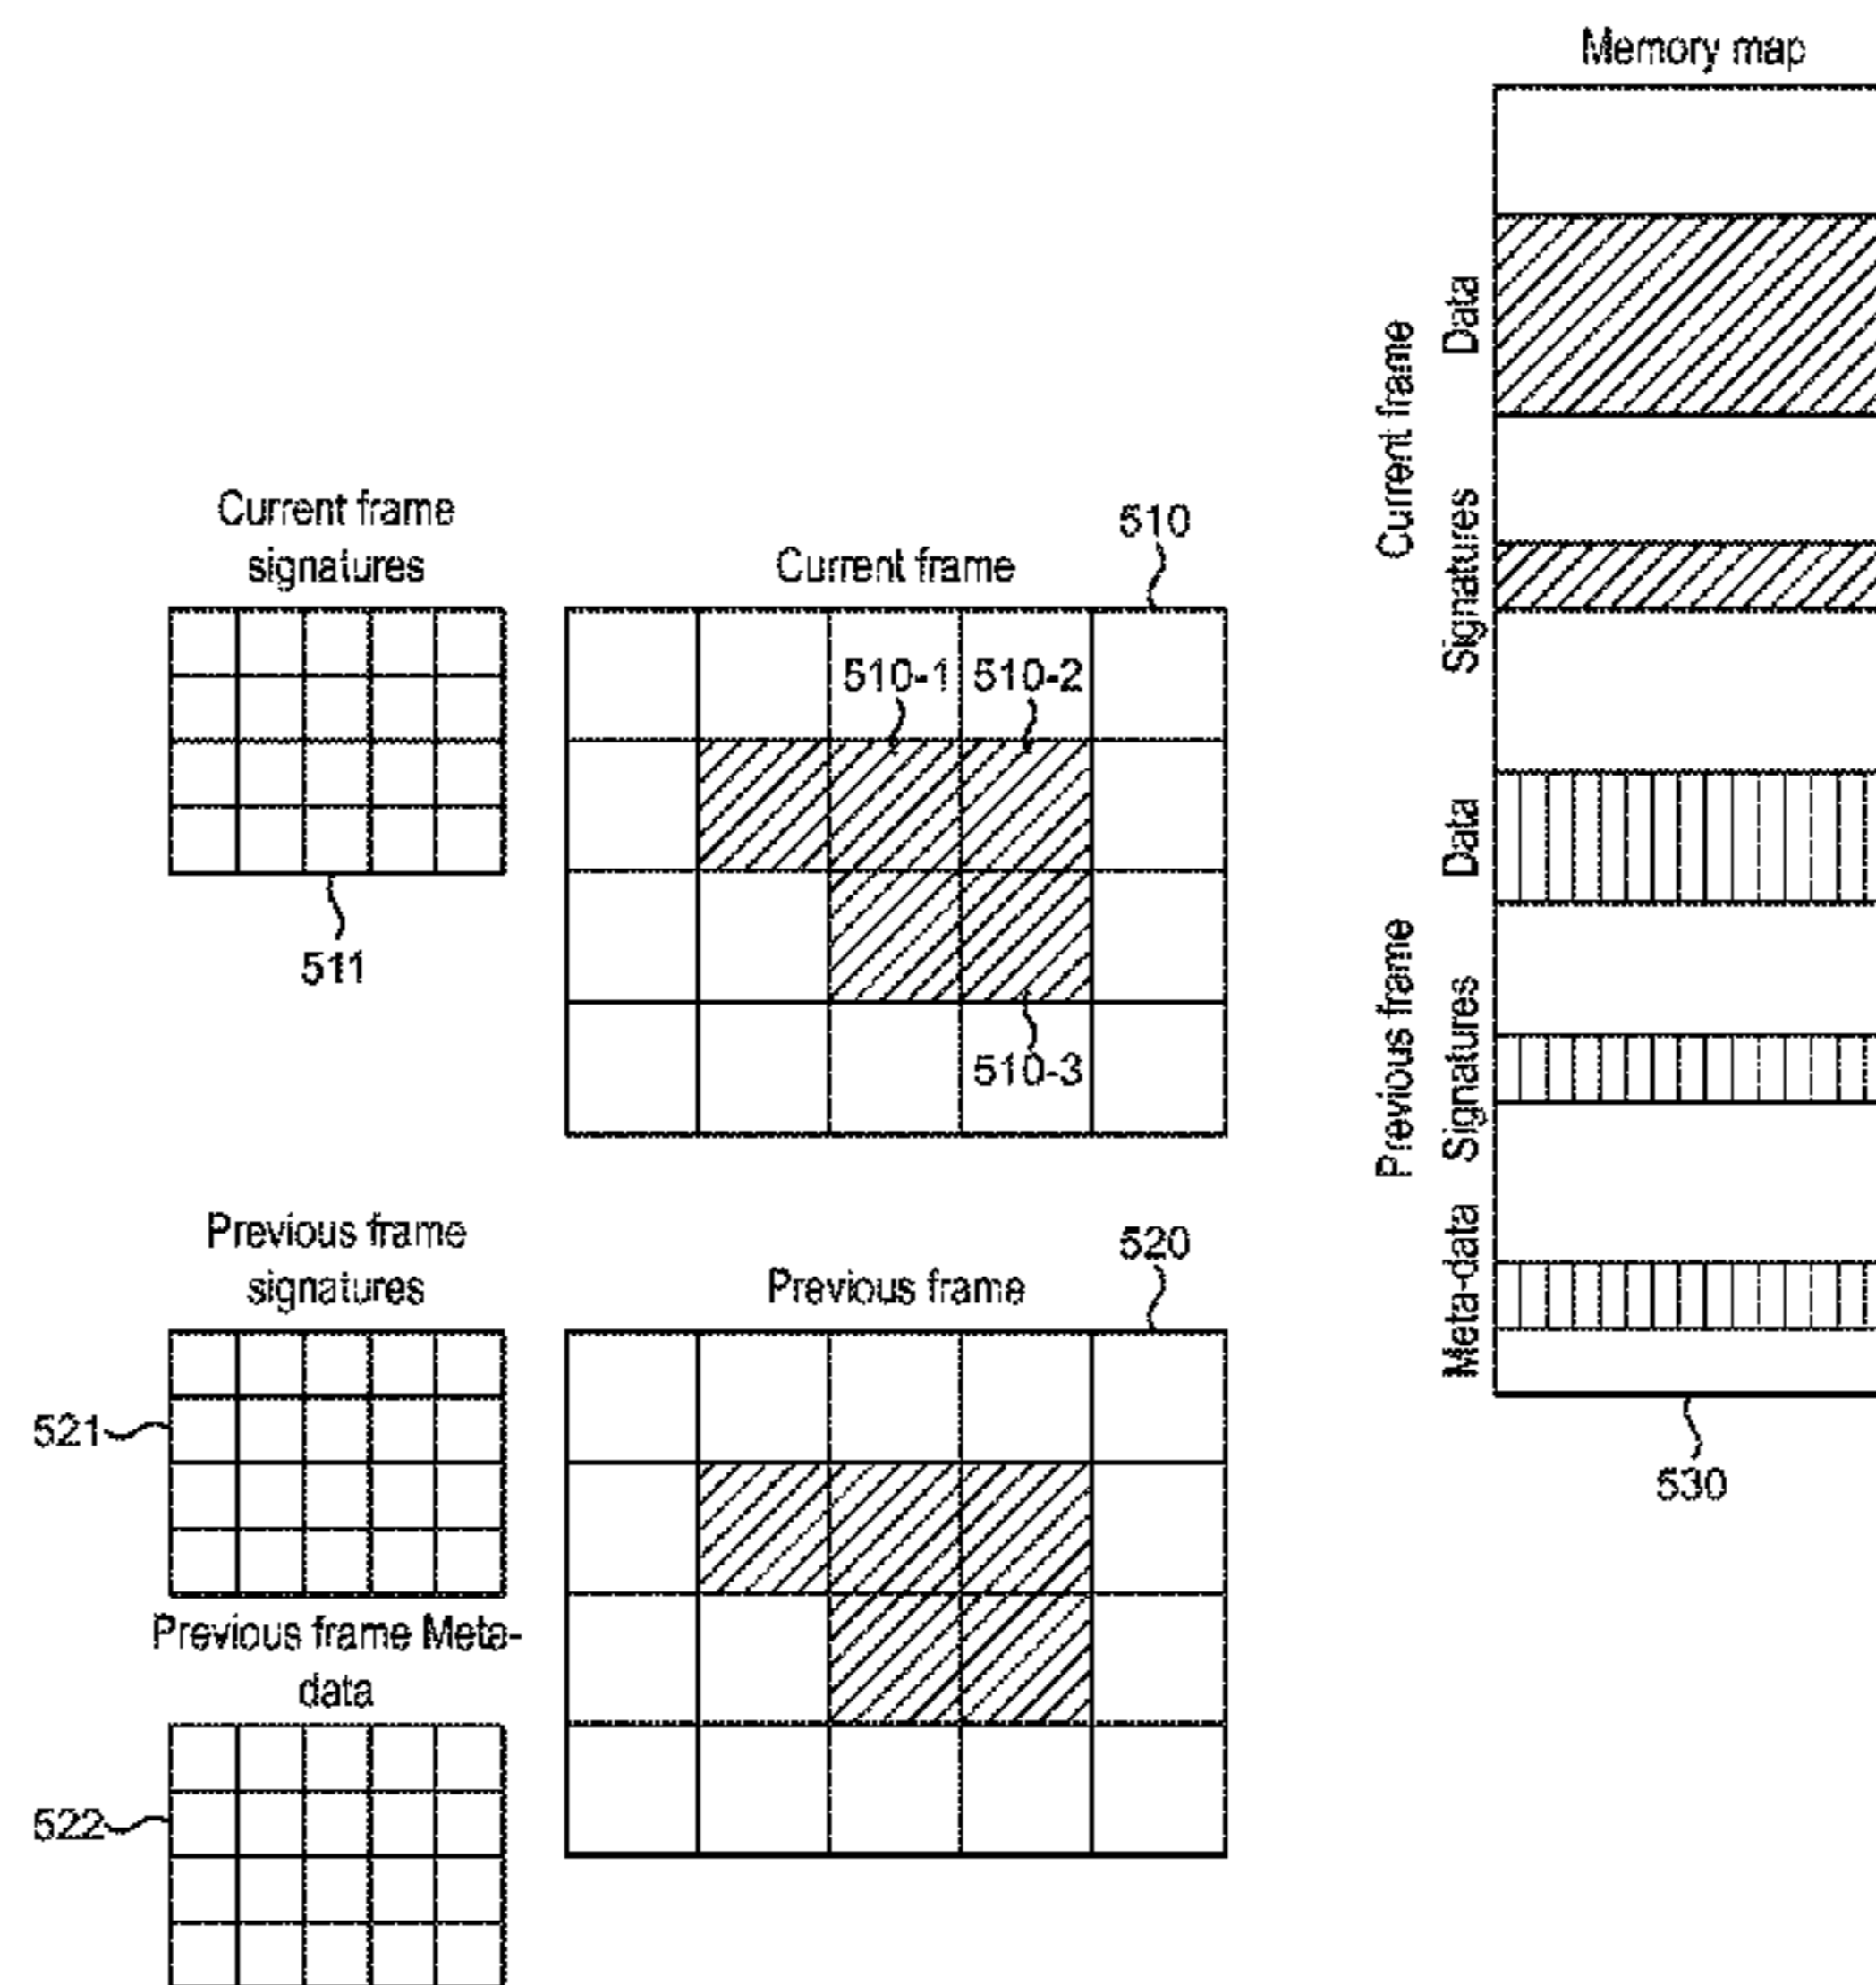 Memory map
Current frame
Data
Signatures
Previous frame
Data
Signatures
Meta-data
530
Current frame
signatures
511
Current frame
510
510-1
510-2
510-3
Previous frame
signatures
521
Previous frame Meta-
data
522
Previous frame
520